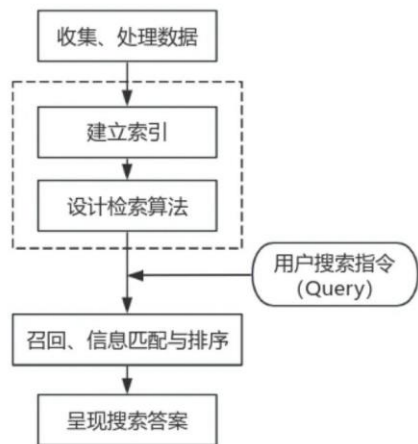 收集、处理数据
建立索引
设计检索算法
用户搜索指令
(Query)
召回、信息匹配与排序
呈现搜索答案